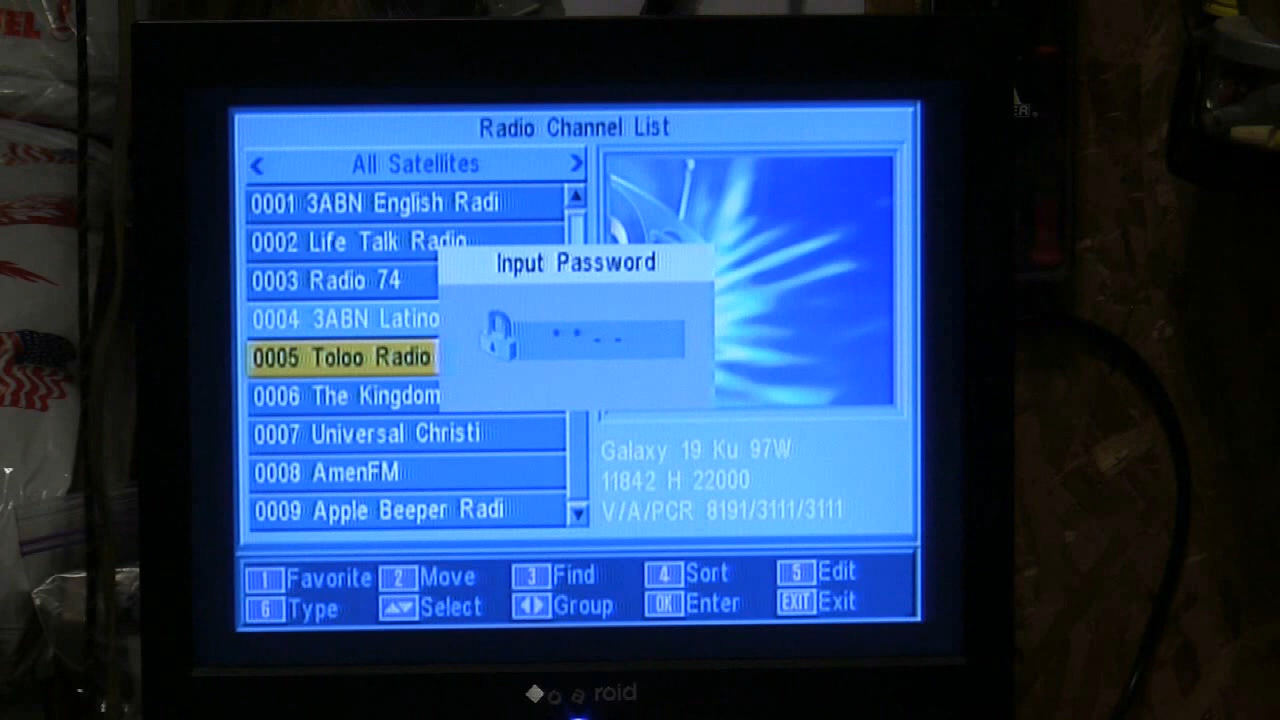 Radio Channel List
< All Satellites >
0001 3ABN English Radi
0002 Life Talk Radio
0003 Radio 74
0004 3ABN Latino
0005 Toloo Radio
0006 The Kingdom
0007 Universal Christi
0008 AmenFM
0009 Apple Beeper Radi
Input Password
Galaxy 19 Ku 97W
11842 H 22000
V/A/PCR 8191/3111/3111
1 Favorite 2 Move 3 Find 4 Sort 5 Edit
6 Type Select Group OK Enter EXIT Exit
roid